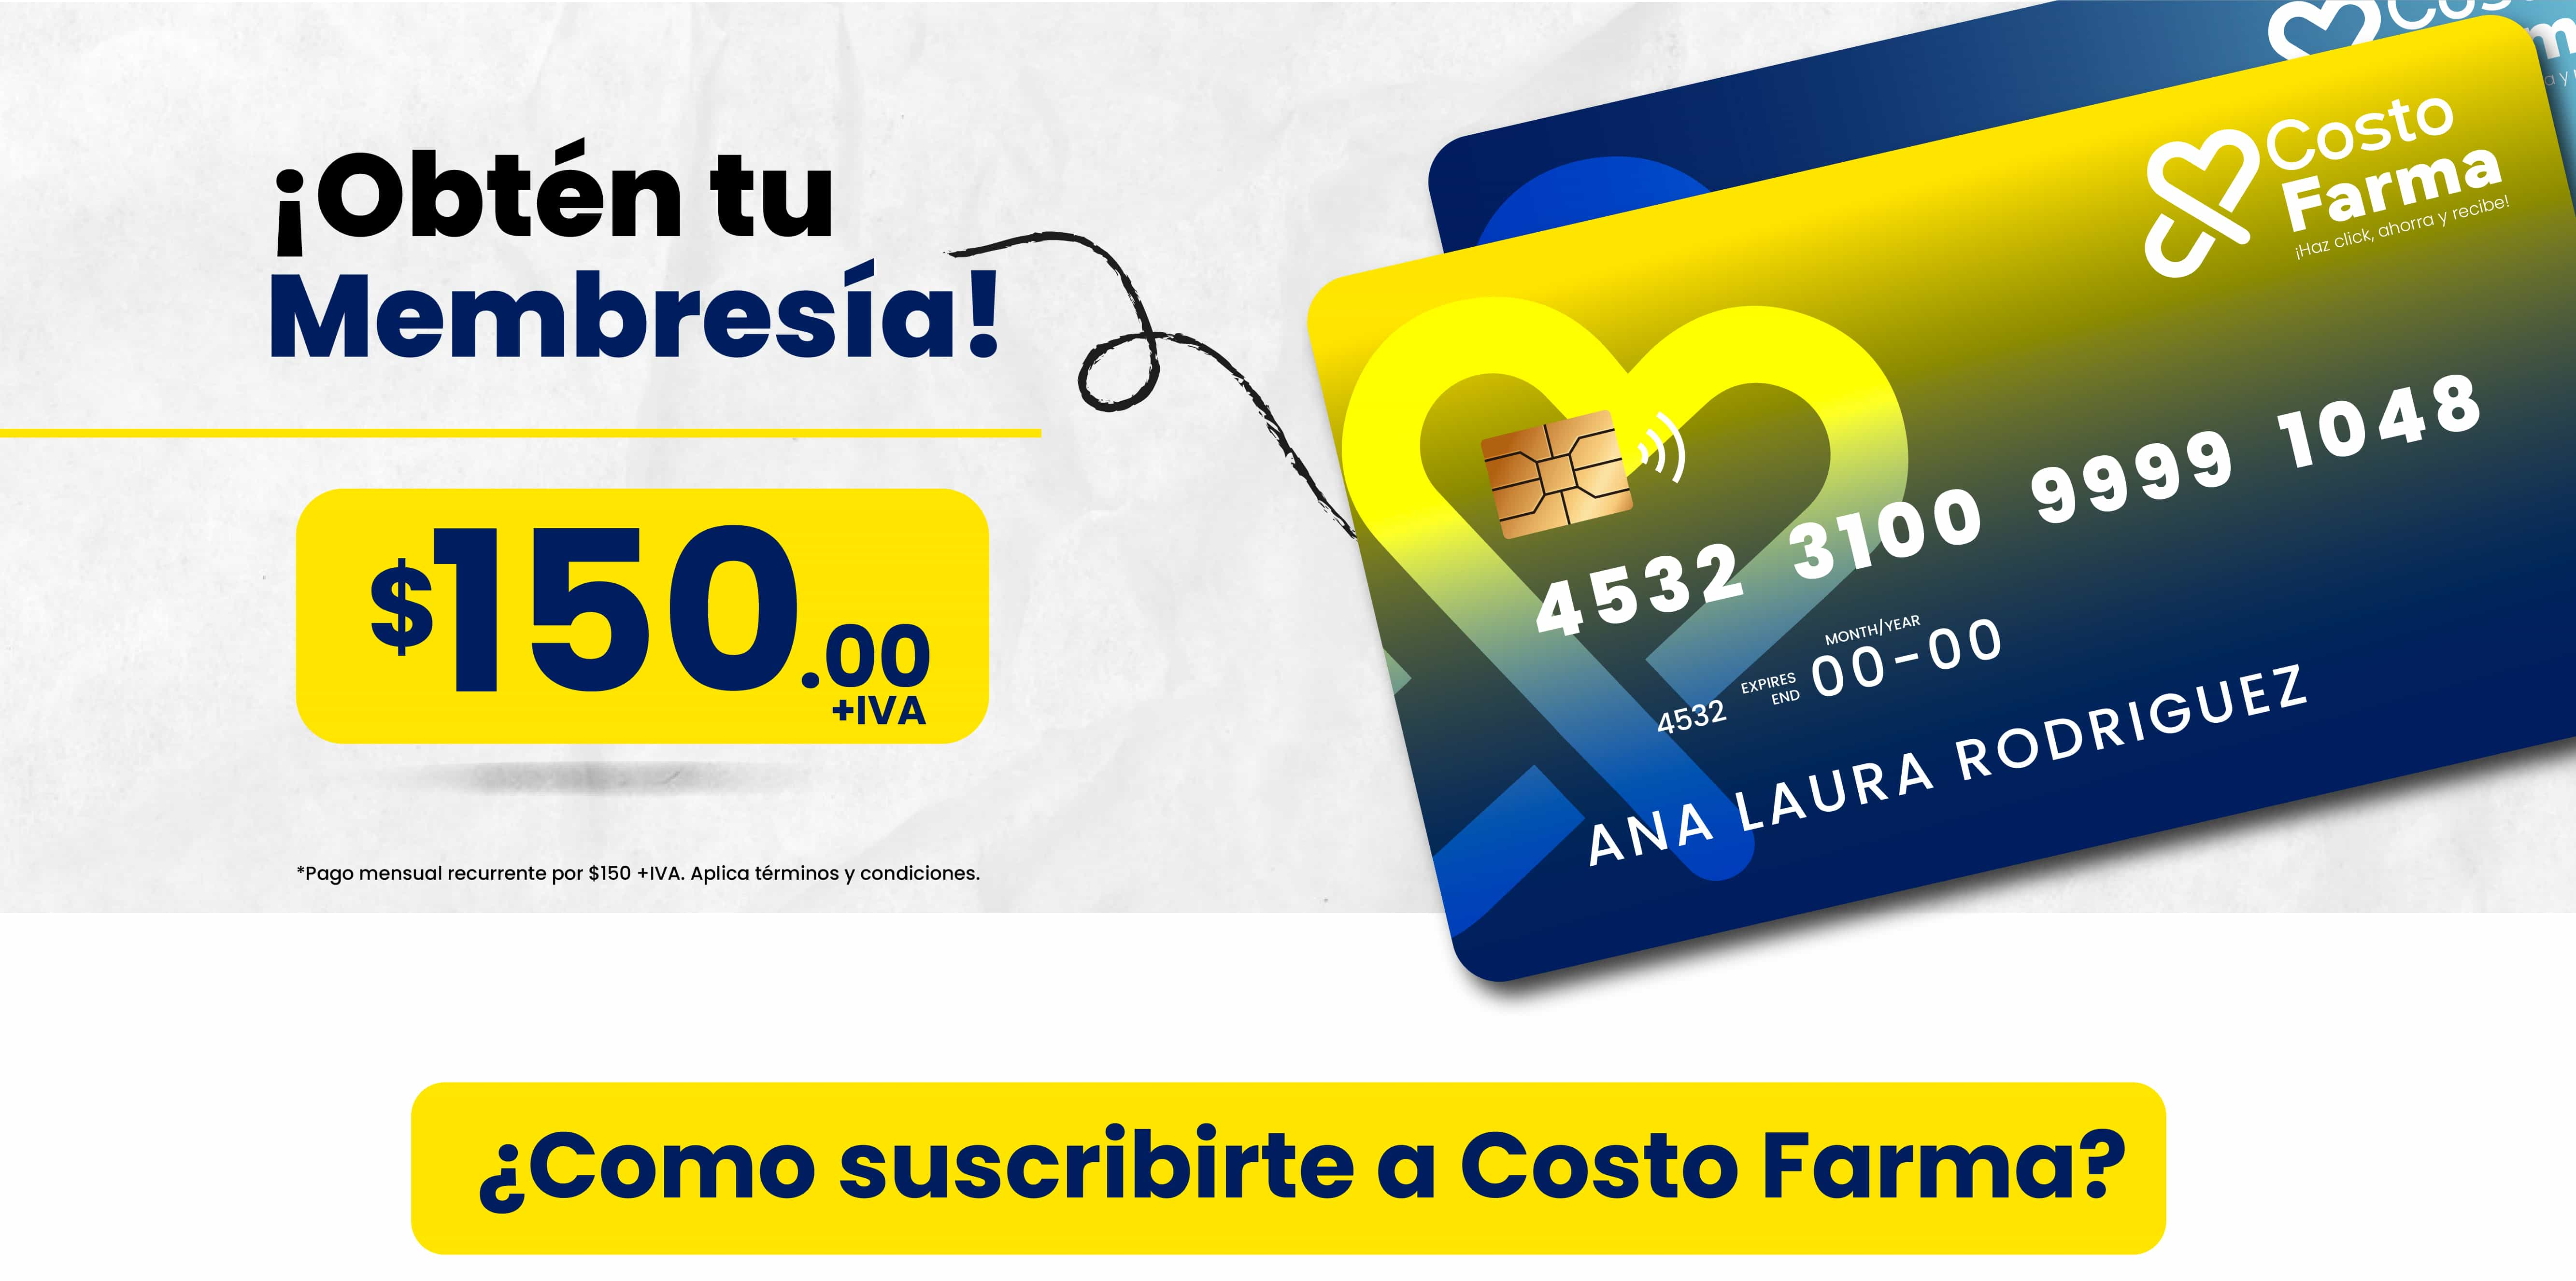 ¡Obtén tu
Membresía!
$150.00
+IVA
*Pago mensual recurrente por $150 +IVA. Aplica términos y condiciones.
Costo
Farma
¡Haz click, ahorra y recibe!
4532 3100 9999 1048
MONTH/YEAR
4532 EXPIRES END 00-00
ANA LAURA RODRIGUEZ
¿Como suscribirte a Costo Farma?